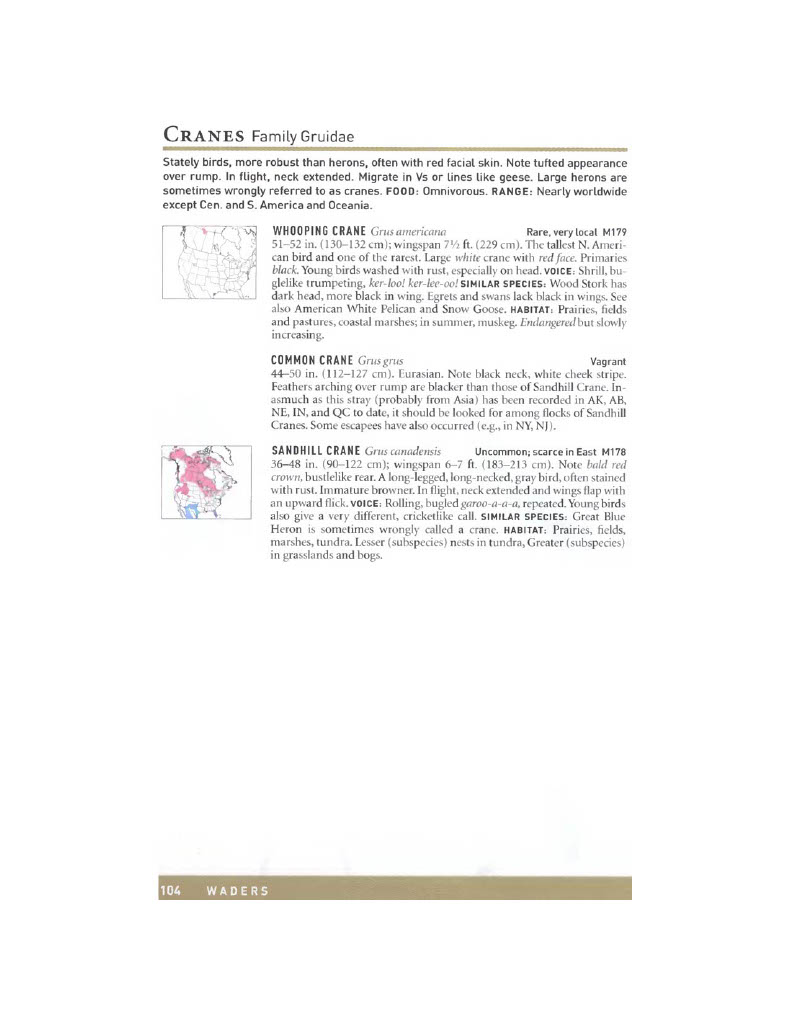 CRANES Family Gruidae
Stately birds, more robust than herons, often with red facial skin. Note tufted appearance
over rump. In flight, neck extended. Migrate in Vs or lines like geese. Large herons are
sometimes wrongly referred to as cranes. FOOD: Omnivorous. RANGE: Nearly worldwide
except Cen. and S. America and Oceania.
WHOOPING CRANE Grus americana Rare, very local M179
51–52 in. (130–132 cm); wingspan 7½ ft. (229 cm). The tallest N. Ameri-
can bird and one of the rarest. Large white crane with red face. Primaries
black. Young birds washed with rust, especially on head. VOICE: Shrill, bu-
glelike trumpeting, ker-loo! ker-lee-oo! SIMILAR SPECIES: Wood Stork has
dark head, more black in wing. Egrets and swans lack black in wings. See
also American White Pelican and Snow Goose. HABITAT: Prairies, fields
and pastures, coastal marshes; in summer, muskeg. Endangered but slowly
increasing.
COMMON CRANE Grus grus Vagrant
44–50 in. (112–127 cm). Eurasian. Note black neck, white cheek stripe.
Feathers arching over rump are blacker than those of Sandhill Crane. In-
asmuch as this stray (probably from Asia) has been recorded in AK, AB,
NE, IN, and QC to date, it should be looked for among flocks of Sandhill
Cranes. Some escapees have also occurred (e.g., in NY, NJ).
SANDHILL CRANE Grus canadensis Uncommon; scarce in East M178
36–48 in. (90–122 cm); wingspan 6–7 ft. (183–213 cm). Note bald red
crown, bustlelike rear. A long-legged, long-necked, gray bird, often stained
with rust. Immature browner. In flight, neck extended and wings flap with
an upward flick. VOICE: Rolling, bugled garoo-a-a-a, repeated. Young birds
also give a very different, cricketlike call. SIMILAR SPECIES: Great Blue
Heron is sometimes wrongly called a crane. HABITAT: Prairies, fields,
marshes, tundra. Lesser (subspecies) nests in tundra, Greater (subspecies)
in grasslands and bogs.
104 WADERS